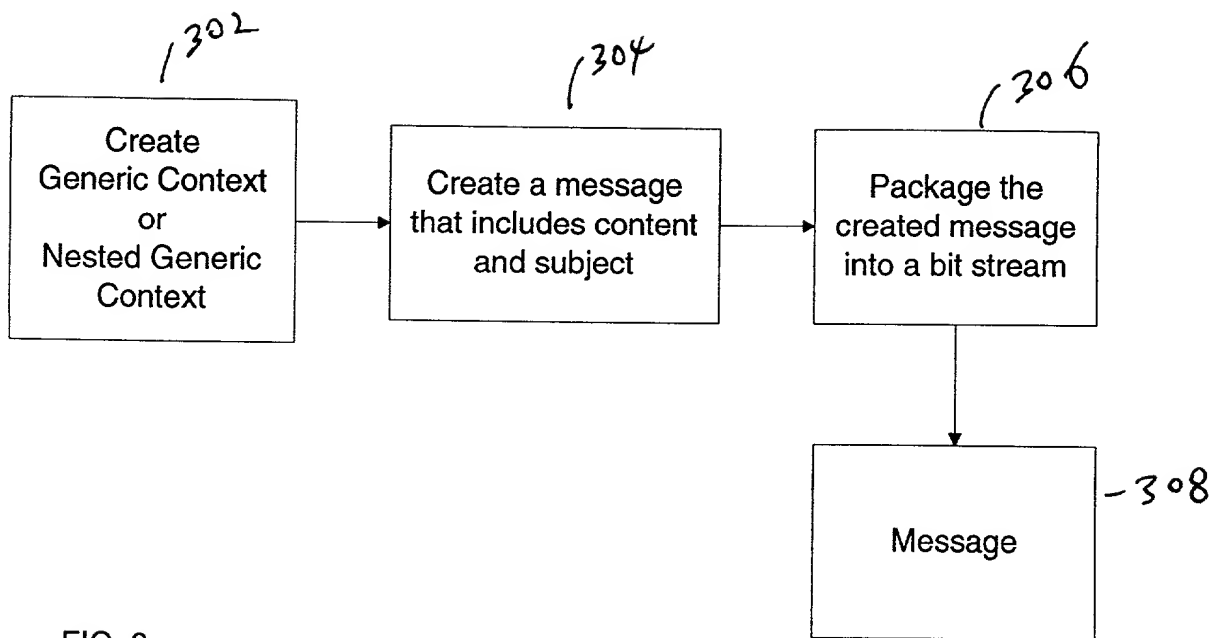 302
304
306
Create
Generic Context
or
Nested Generic
Context
Create a message
that includes content
and subject
Package the
created message
into a bit stream
Message
308
FIG.